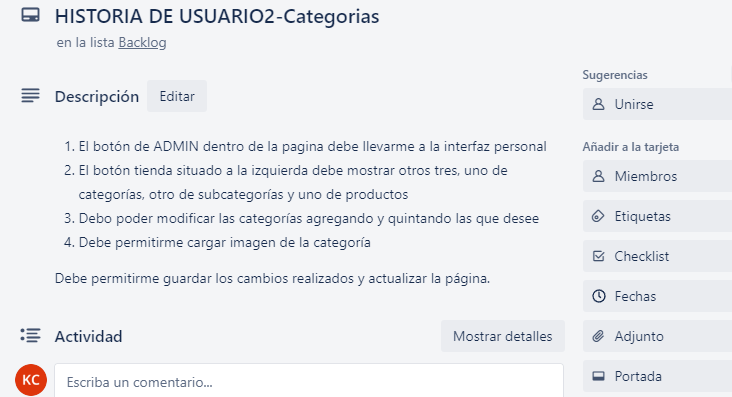 HISTORIA DE USUARIO2-Categorias
en la lista Backlog
Sugerencias
Descripción
Editar
Unirse
1. El botón de ADMIN dentro de la pagina debe llevarme a la interfaz personal
2. El botón tienda situado a la izquierda debe mostrar otros tres, uno de
categorías, otro de subcategorías y uno de productos
3. Debo poder modificar las categorías agregando y quintando las que desee
4. Debe permitirme cargar imagen de la categoría
Debe permitirme guardar los cambios realizados y actualizar la página.
Añadir a la tarjeta
Miembros
Etiquetas
Checklist
Fechas
Adjunto
Portada
Actividad
Mostrar detalles
KC
Escriba un comentario...